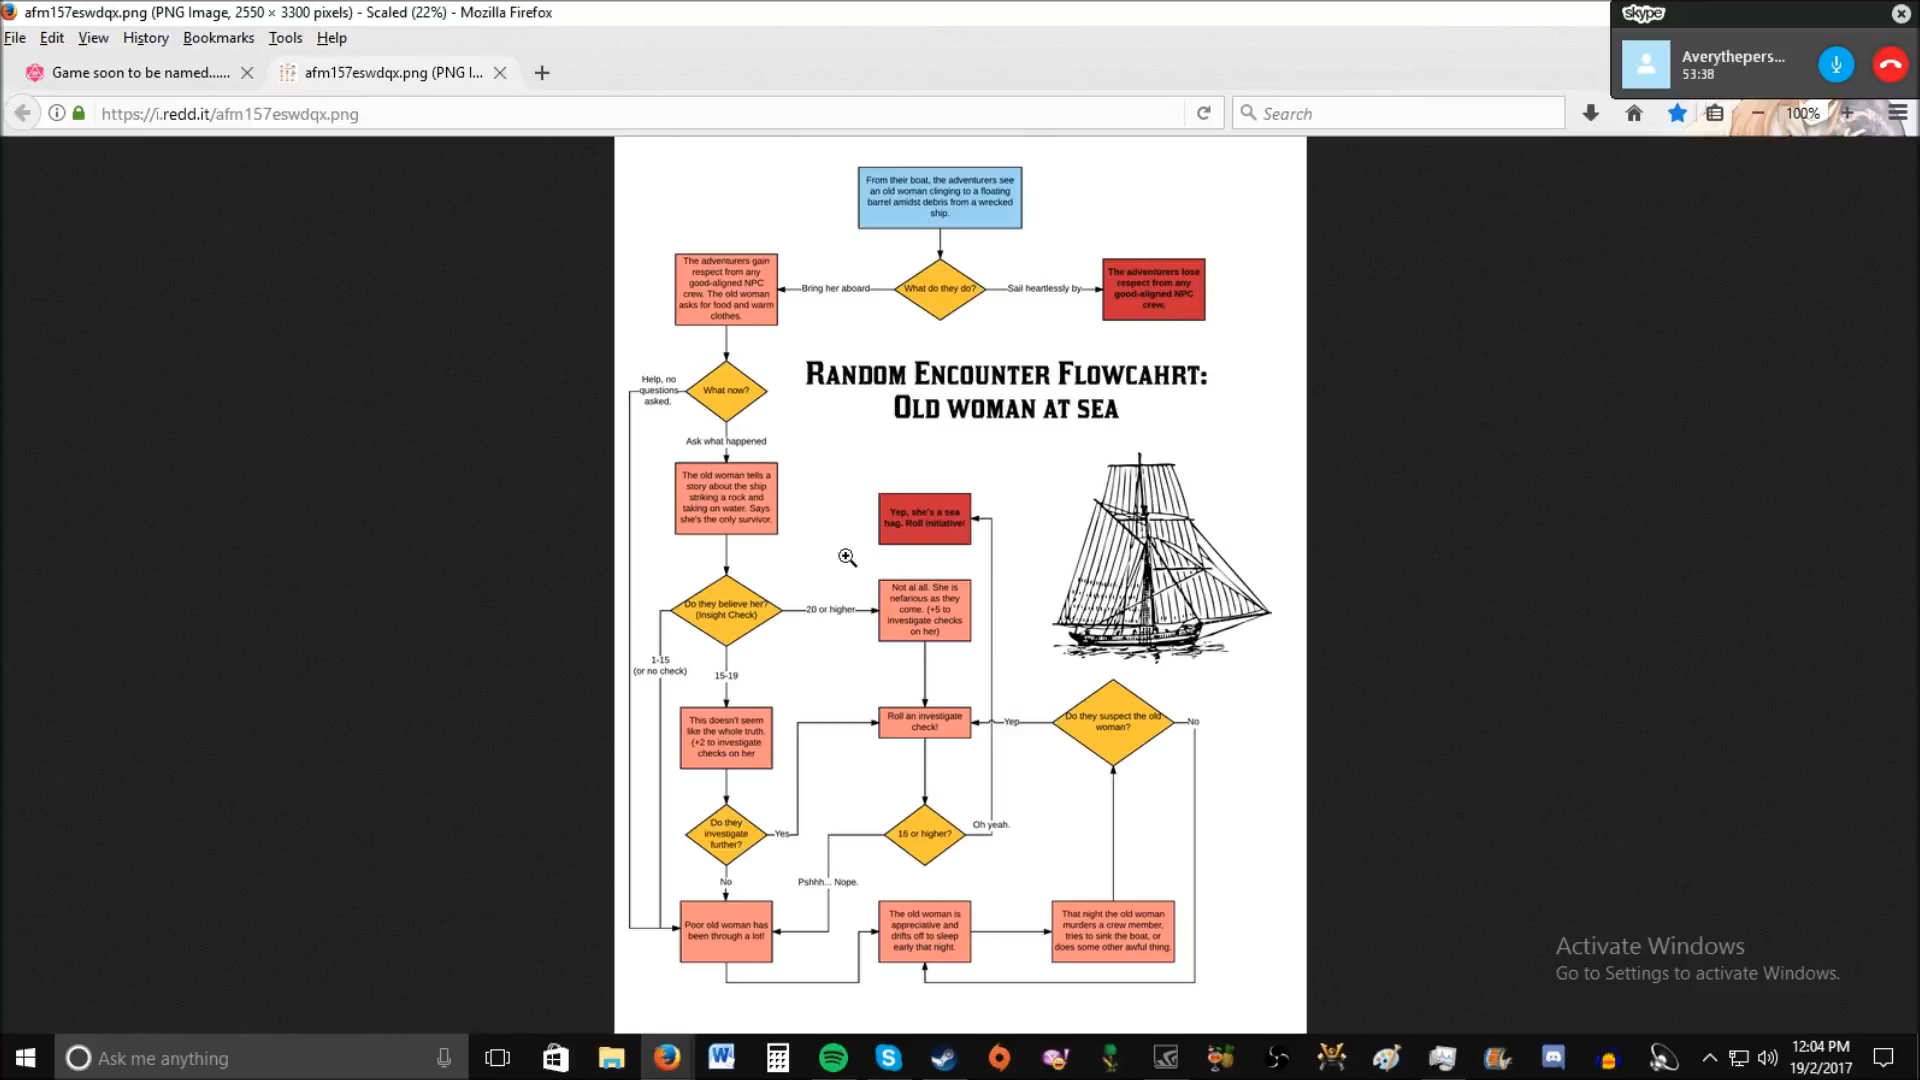 afm157eswdqx.png (PNG Image, 2550 × 3300 pixels) - Scaled (22%) - Mozilla Firefox
skype
File Edit View History Bookmarks Tools Help
Averythepers...
53:38
Game soon to be named......
afm157eswdqx.png (PNG I...
https://i.redd.it/afm157eswdqx.png
Search
100%
From their boat, the adventurers see
an old woman clinging to a floating
barrel amidst debris from a wrecked
ship.
The adventurers gain
respect from any
good-aligned NPC
crew. The old woman
asks for food and warm
clothes.
Bring her aboard
What do they do?
Sail heartlessly by
The adventurers lose
respect from any
good-aligned NPC
crew.
Random Encounter Flowcahrt:
Old woman at sea
Help, no
questions
asked.
What now?
Ask what happened
The old woman tells a
story about the ship
striking a rock and
taking on water. Says
she's the only survivor.
Yep, she's a sea
hag. Roll initiative!
Do they believe her?
(Insight Check)
20 or higher
Not al all. She is
nefarious as they
come. (+5 to
investigate checks
on her)
1-15
(or no check)
15-19
This doesn't seem
like the whole truth.
(+2 to investigate
checks on her
Roll an investigate
check!
Yep
Do they suspect the old
woman?
No
Do they
investigate
further?
Yes
16 or higher?
Oh yeah.
No
Pshhh... Nope.
Poor old woman has
been through a lot!
The old woman is
appreciative and
drifts off to sleep
early that night.
That night the old woman
murders a crew member,
tries to sink the boat, or
does some other awful thing.
Activate Windows
Go to Settings to activate Windows.
Ask me anything
12:04 PM
19/2/2017